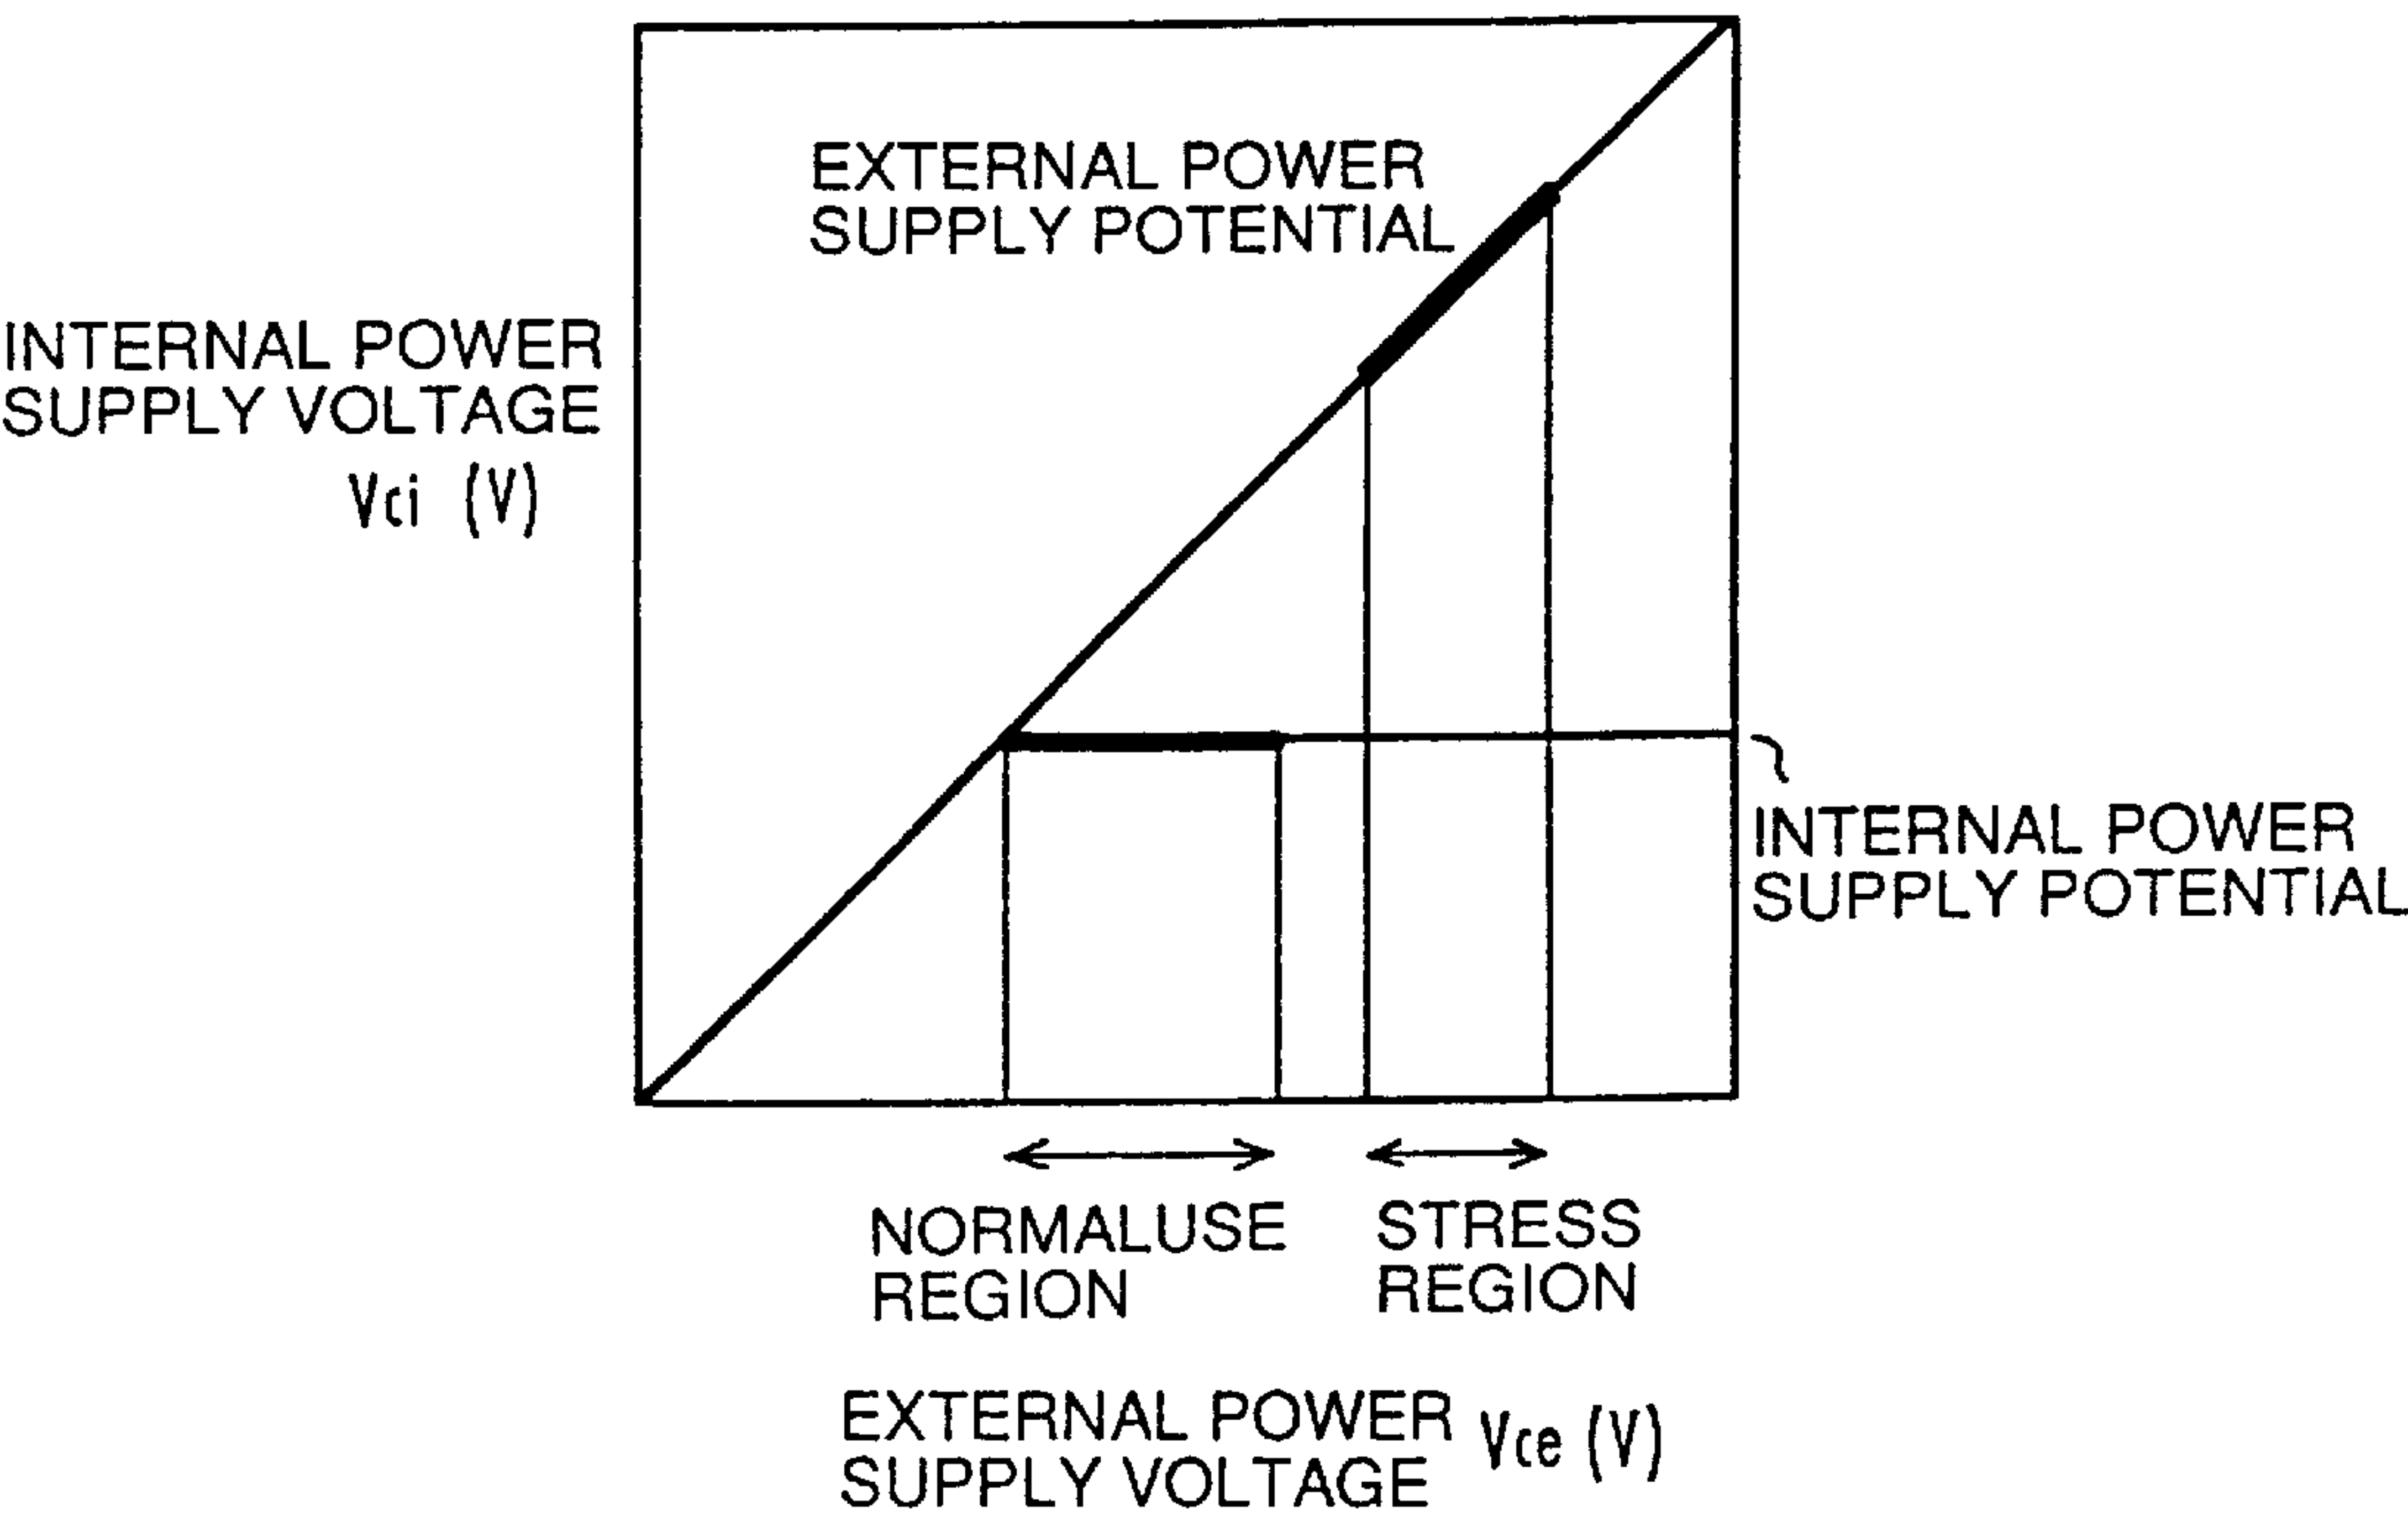 EXTERNAL POWER
SUPPLY POTENTIAL
INTERNAL POWER
SUPPLY VOLTAGE
Vci (V)
INTERNAL POWER
SUPPLY POTENTIAL
NORMALUSE
REGION
STRESS
REGION
EXTERNAL POWER
SUPPLY VOLTAGE
Vce (V)